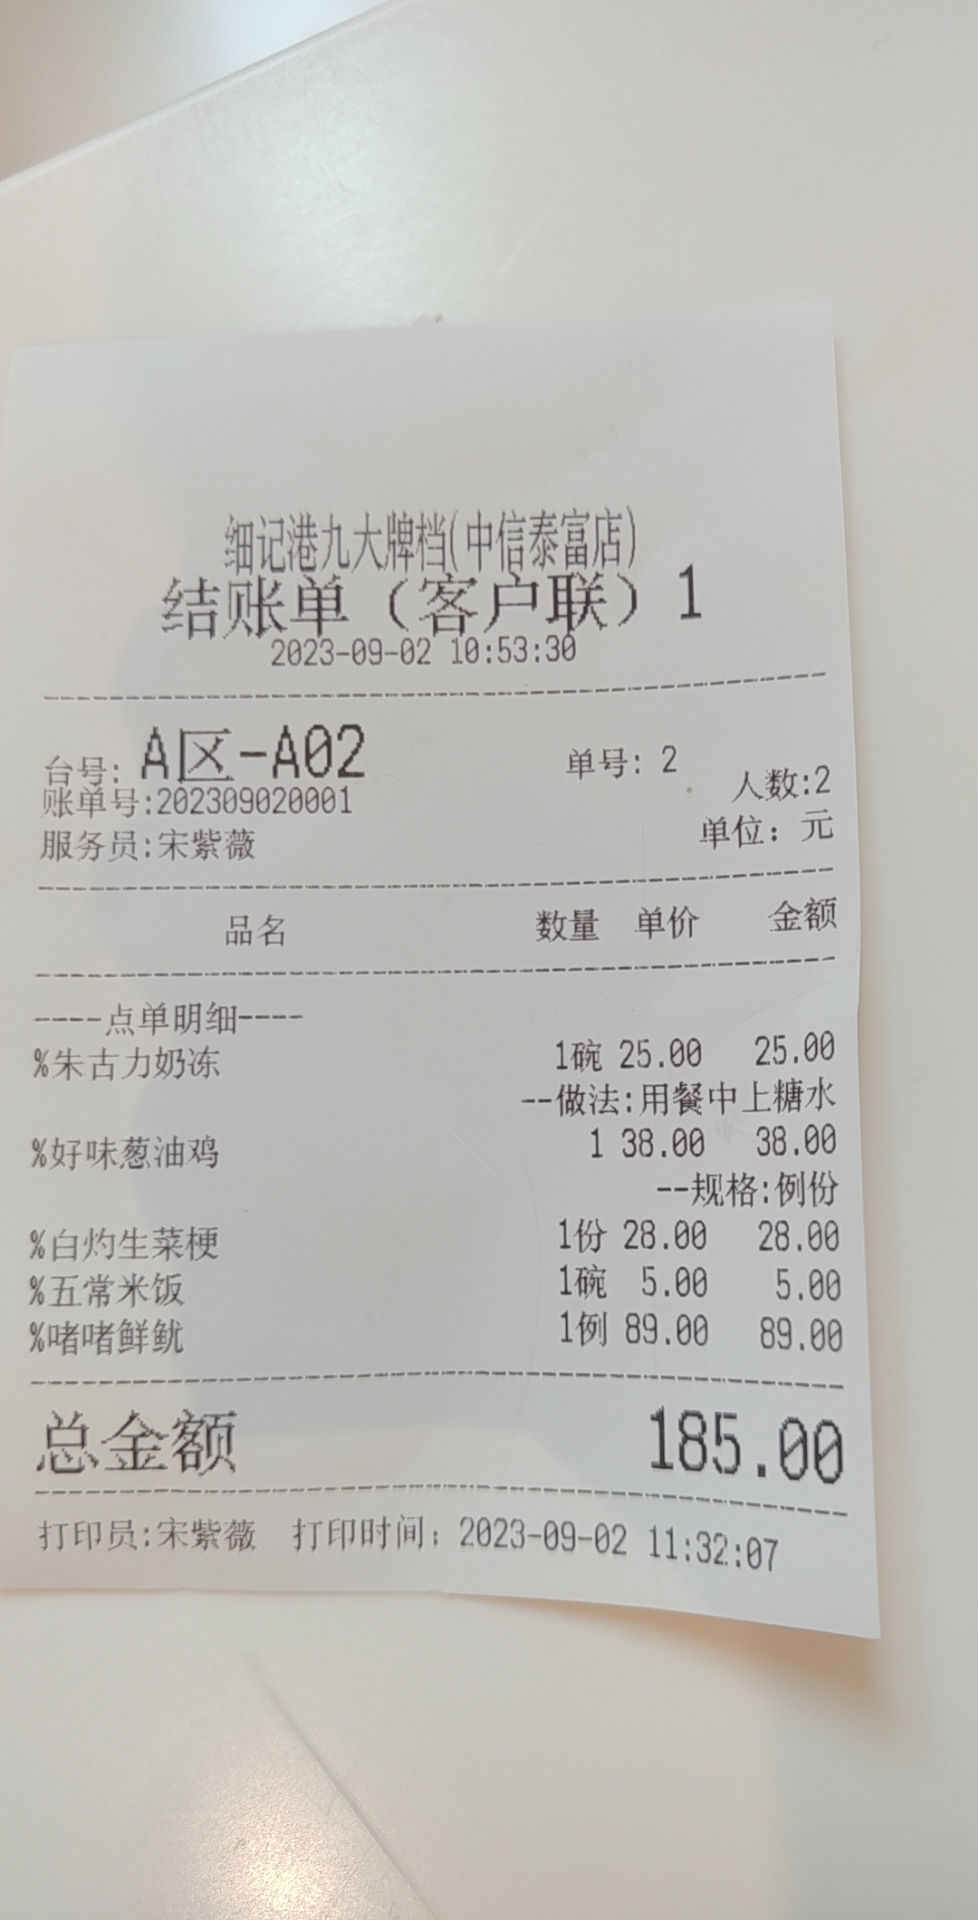 细记港九大牌档(中信泰富店)
结账单（客户联）1
2023-09-02 10:53:30
台号: A区-A02 单号: 2
人数:2
账单号:202309020001
服务员:宋紫薇 单位: 元
品名 数量 单价 金额
----点单明细----
%朱古力奶冻 1碗 25.00 25.00
--做法:用餐中上糖水
%好味葱油鸡 1 38.00 38.00
--规格:例份
%白灼生菜梗 1份 28.00 28.00
%五常米饭 1碗 5.00 5.00
%啫啫鲜鱿 1例 89.00 89.00
总金额 185.00
打印员:宋紫薇 打印时间: 2023-09-02 11:32:07